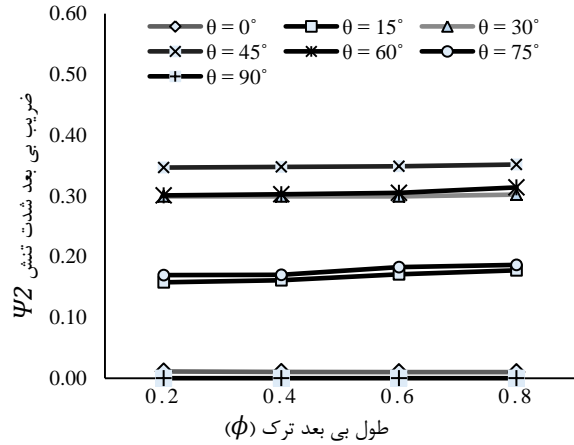 θ = 0˚ θ = 15˚ θ = 30˚
θ = 45˚ θ = 60˚ θ = 75˚
θ = 90˚
0.60
0.50
0.40
0.30
0.20
0.10
0.00
0.2 0.4 0.6 0.8
ضریب بی بعد شدت تنش Ψ2
طول بی بعد ترک (ϕ)